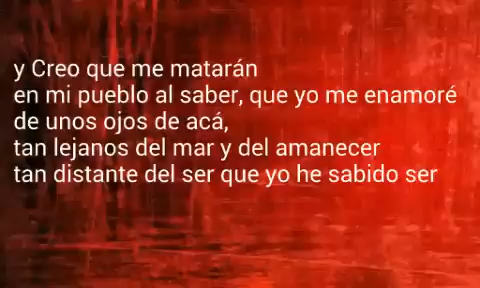 y Creo que me matarán
en mi pueblo al saber, que yo me enamoré
de unos ojos de acá,
tan lejanos del mar y del amanecer
tan distante del ser que yo he sabido ser